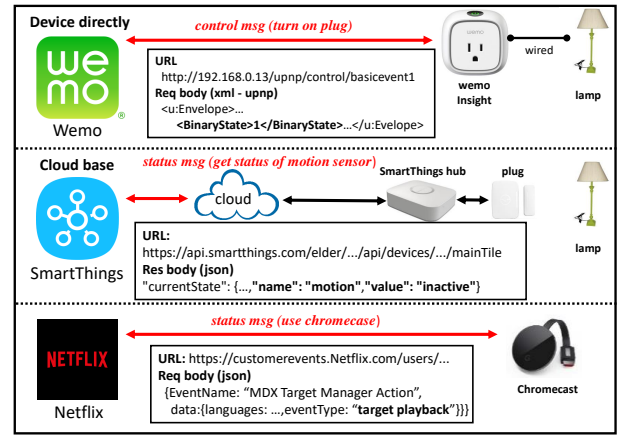 Device directly
control msg (turn on plug)
we
mo
®
Wemo
URL
http://192.168.0.13/upnp/control/basicevent1
Req body (xml - upnp)
<u:Envelope>…
<BinaryState>1</BinaryState>…</u:Evelope>
wemo
wemo
Insight
wired
lamp
Cloud base
status msg (get status of motion sensor)
SmartThings
cloud
SmartThings hub
plug
lamp
URL:
https://api.smartthings.com/elder/.../api/devices/.../mainTile
Res body (json)
"currentState": {…,"name": "motion","value": "inactive"}
status msg (use chromecase)
NETFLIX
Netflix
URL: https://customerevents.Netflix.com/users/...
Req body (json)
{EventName: “MDX Target Manager Action”,
data:{languages: …,eventType: “target playback”}}}
Chromecast